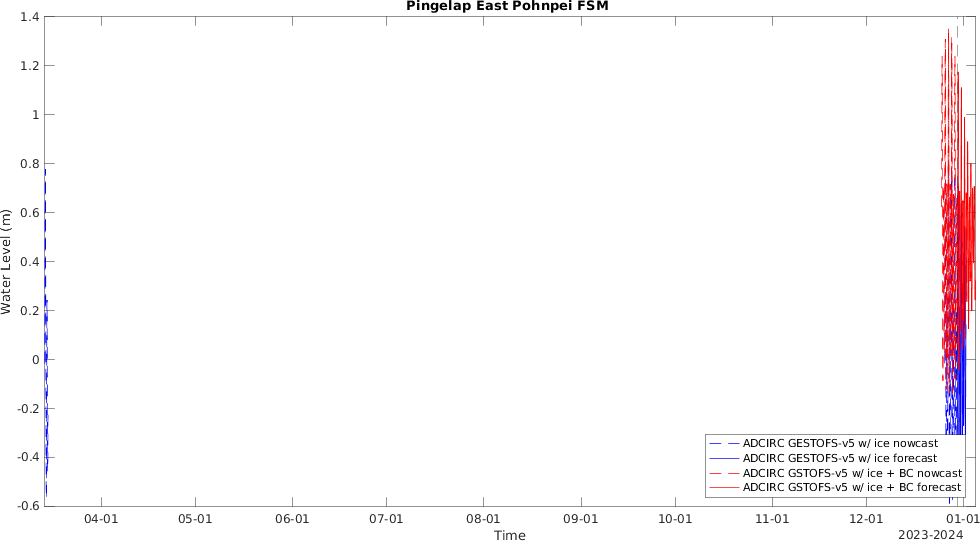 Pingelap East Pohnpei FSM
1.4
1.2
1
0.8
0.6
0.4
0.2
0
-0.2
-0.4
-0.6
Water Level (m)
ADCIRC GESTOFS-v5 w/ ice nowcast
ADCIRC GESTOFS-v5 w/ ice forecast
ADCIRC GSTOFS-v5 w/ ice + BC nowcast
ADCIRC GSTOFS-v5 w/ ice + BC forecast
04-01 05-01 06-01 07-01 08-01 09-01 10-01 11-01 12-01 01-01
Time
2023-2024